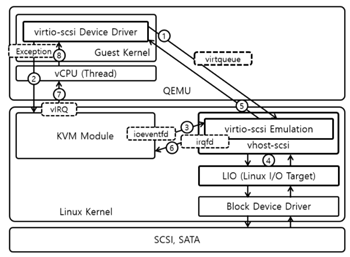 virtio-scsi Device Driver
①
Exception
⑧
Guest Kernel
virtqueue
vCPU (Thread)
②
⑦
QEMU
⑤
vIRQ
KVM Module
ioeventfd
③
virtio-scsi Emulation
irqfd
⑥
vhost-scsi
④
LIO (Linux I/O Target)
Block Device Driver
Linux Kernel
SCSI, SATA